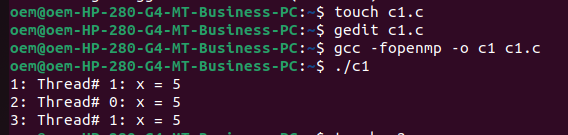 oem@oem-HP-280-G4-MT-Business-PC:~$ touch c1.c
oem@oem-HP-280-G4-MT-Business-PC:~$ gedit c1.c
oem@oem-HP-280-G4-MT-Business-PC:~$ gcc -fopenmp -o c1 c1.c
oem@oem-HP-280-G4-MT-Business-PC:~$ ./c1
1: Thread# 1: x = 5
2: Thread# 0: x = 5
3: Thread# 1: x = 5